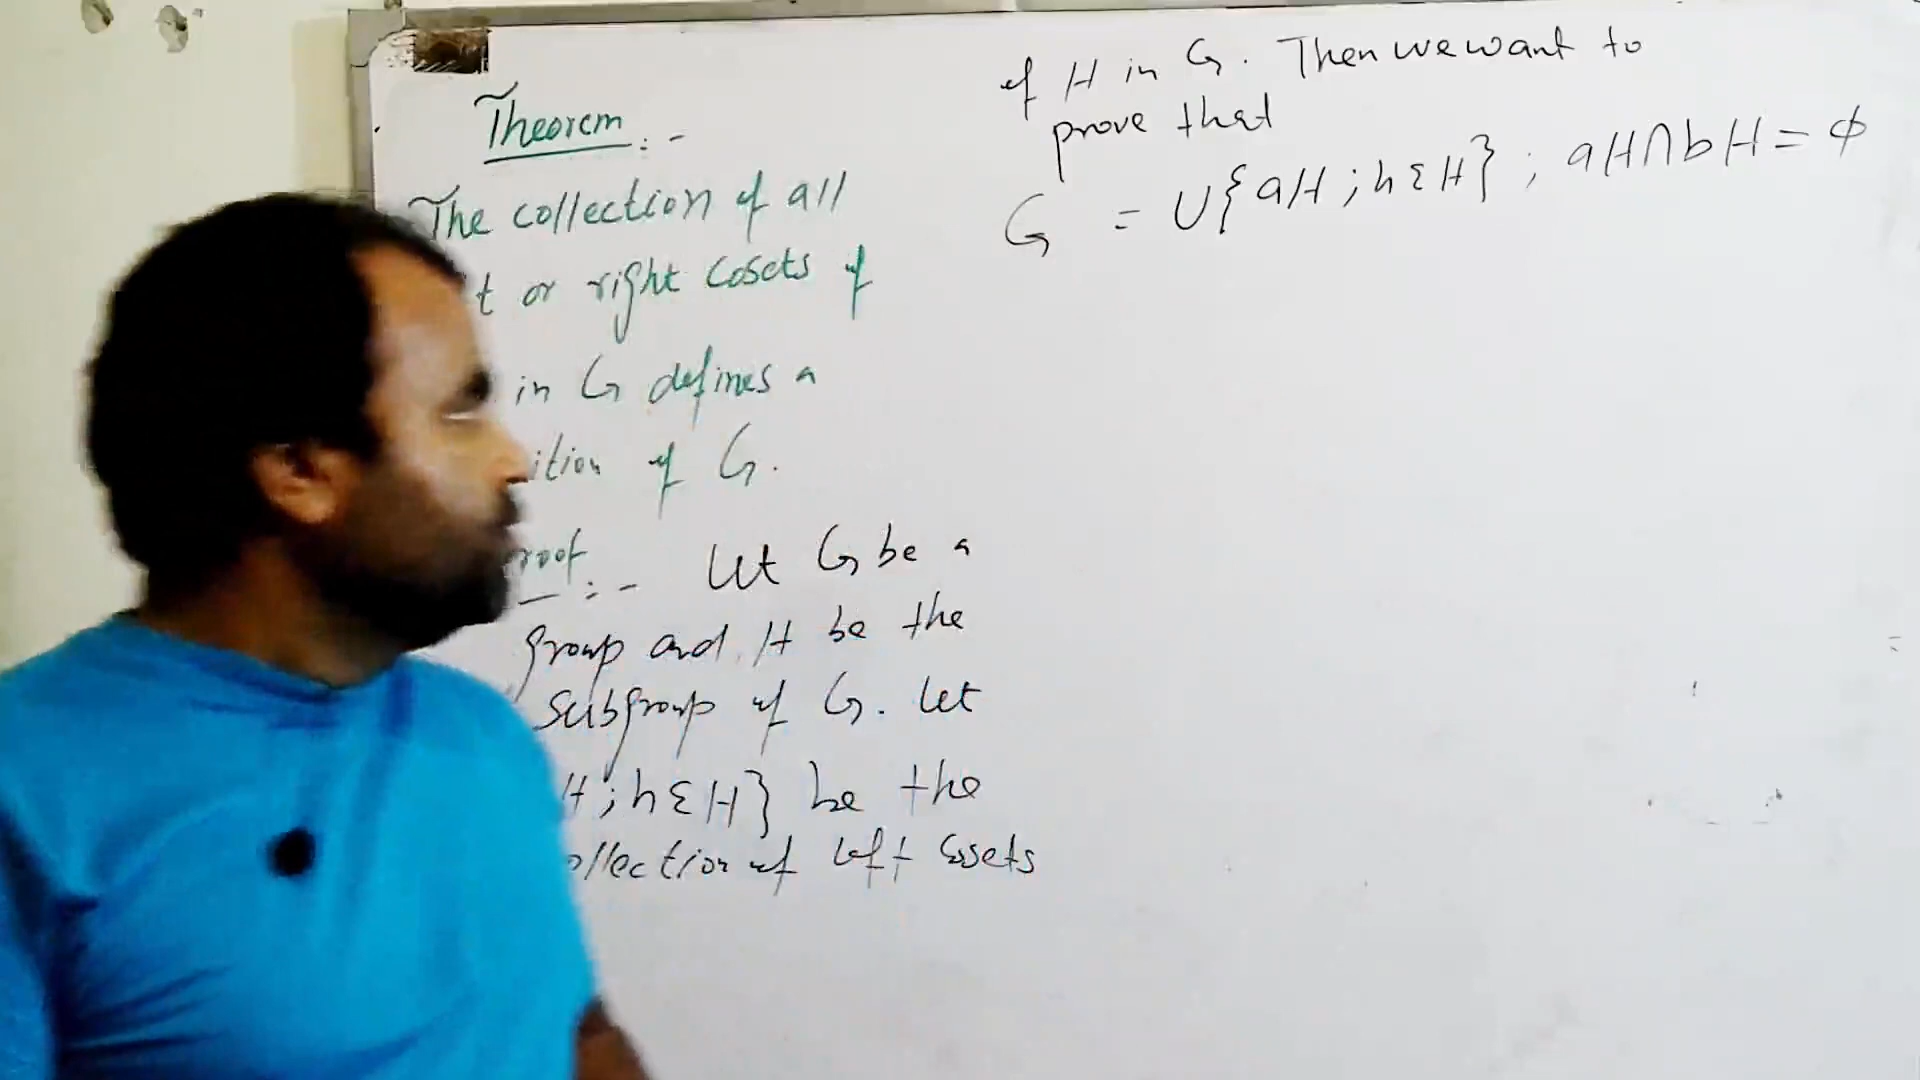 Theorem :-
The collection of all
t or right cosets of
in G defines a
ition of G.
roof :- Let G be a
group and H be the
subgroup of G. Let
H ; h ∈ H} be the
ollection of left cosets
of H in G. Then we want to
prove that
G = ∪{aH ; h ∈ H} ; aH ∩ bH = ϕ